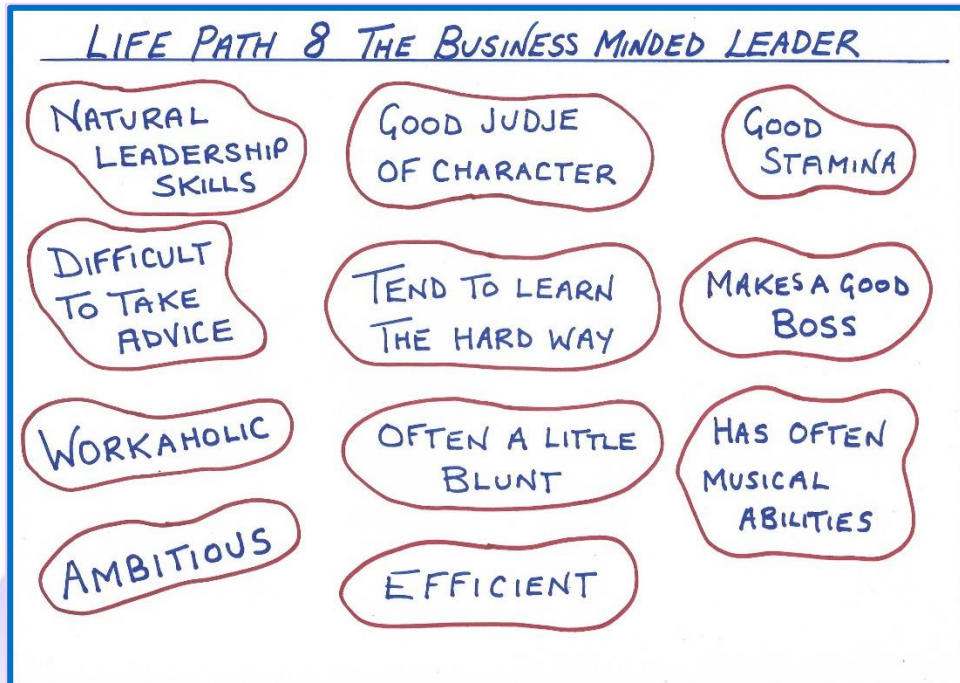 LIFE PATH 8 THE BUSINESS MINDED LEADER
NATURAL
LEADERSHIP
SKILLS
GOOD JUDJE
OF CHARACTER
GOOD
STAMINA
DIFFICULT
TO TAKE
ADVICE
TEND TO LEARN
THE HARD WAY
MAKES A GOOD
BOSS
WORKAHOLIC
OFTEN A LITTLE
BLUNT
HAS OFTEN
MUSICAL
ABILITIES
AMBITIOUS
EFFICIENT